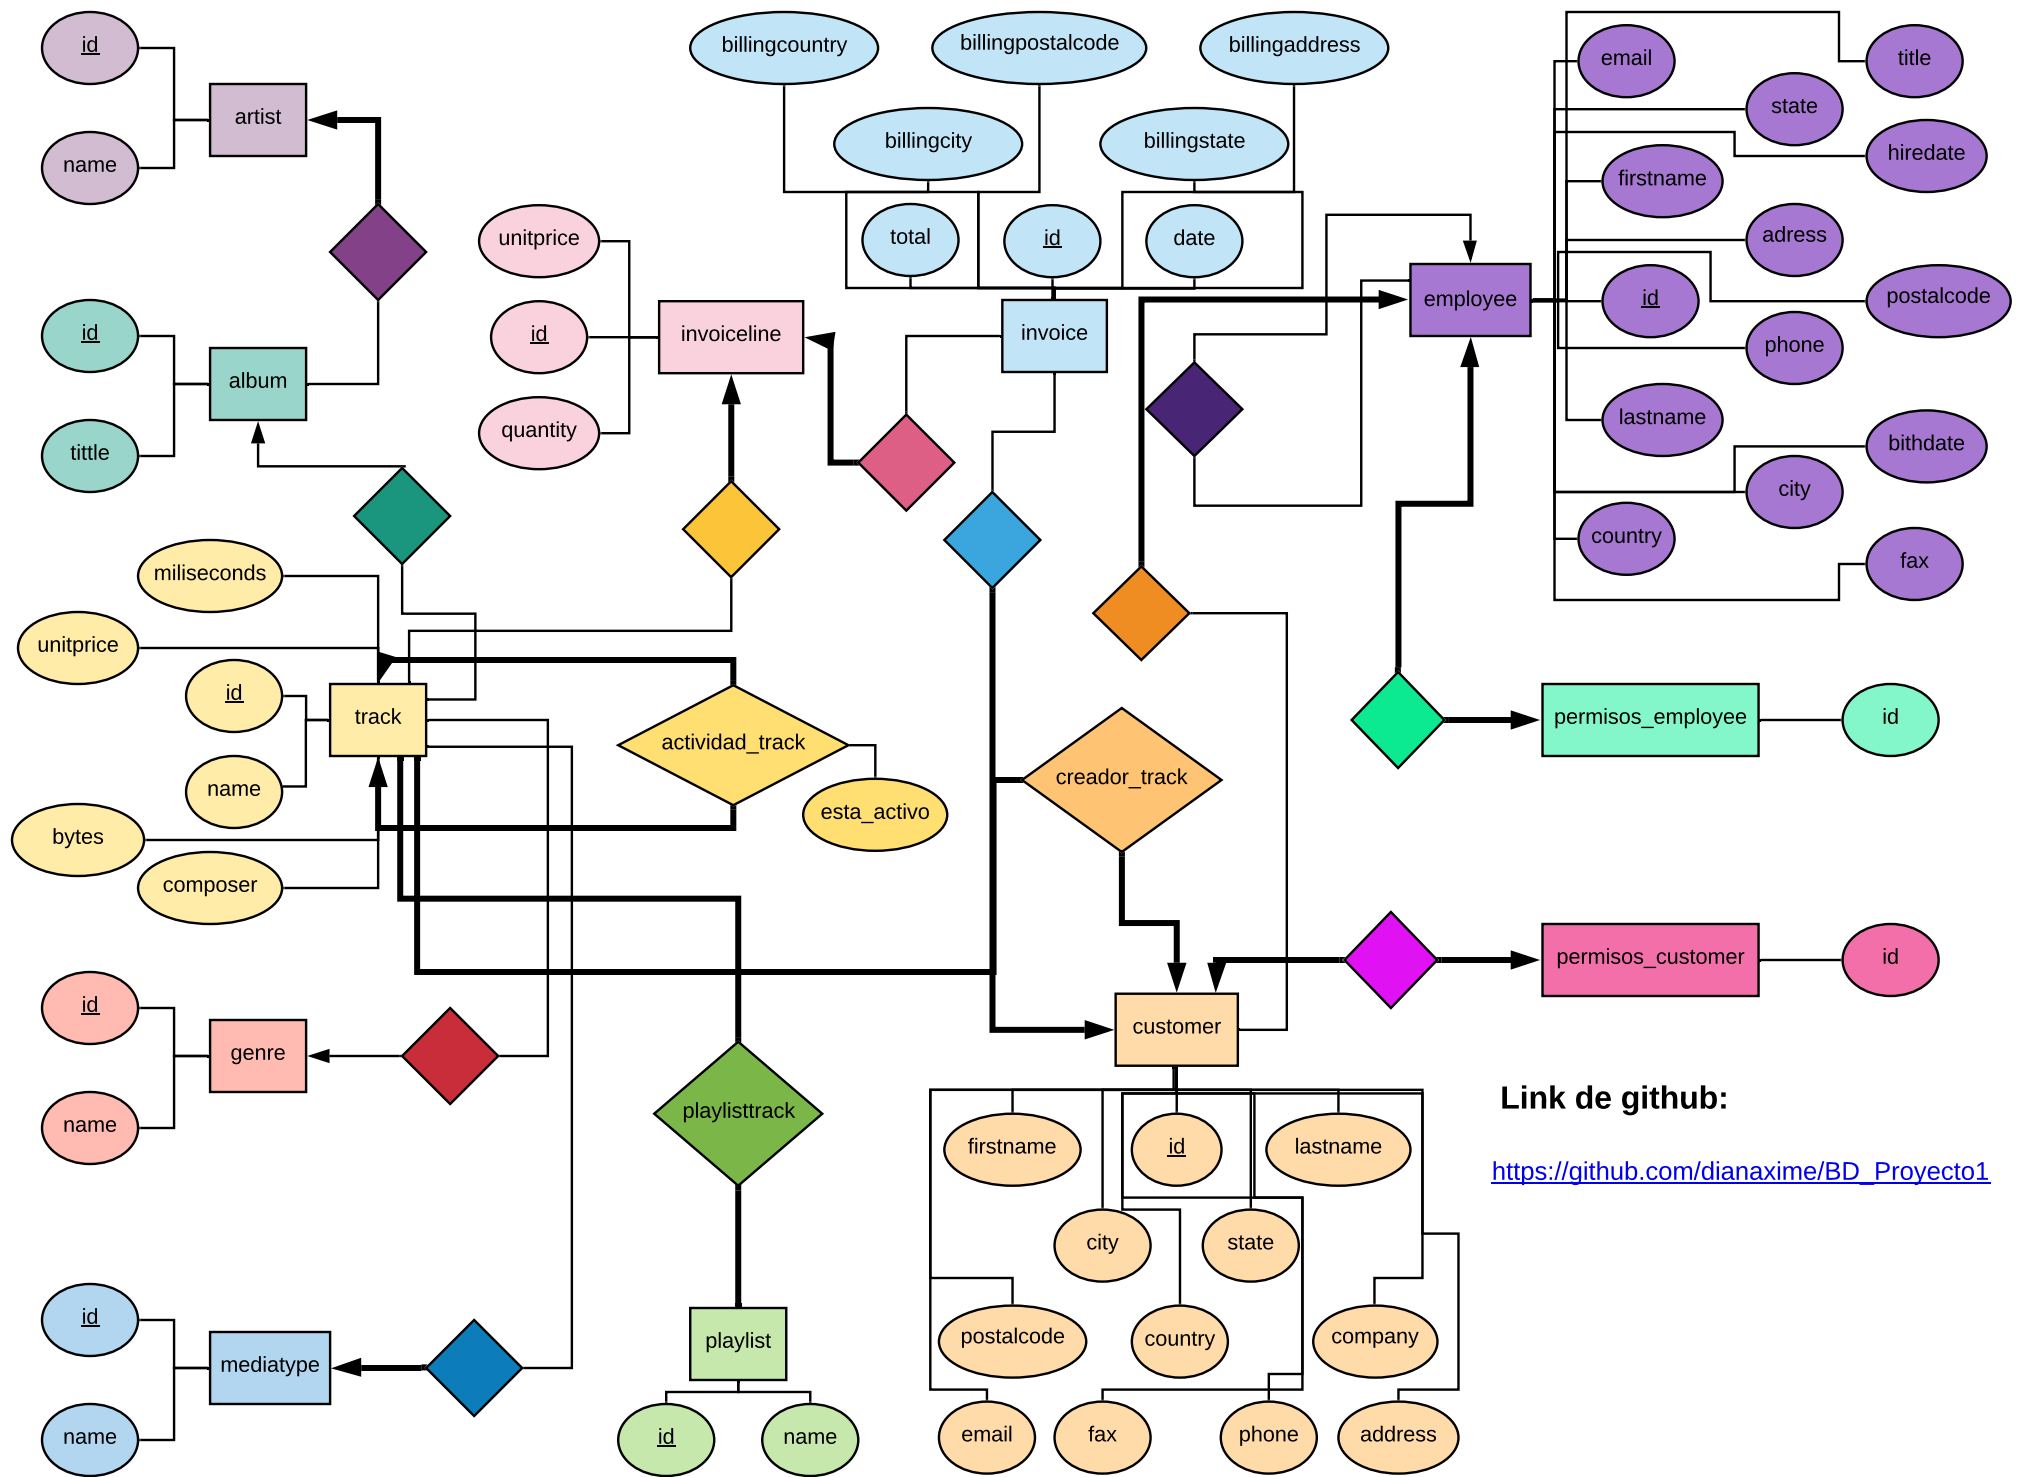 id
billingcountry
billingpostalcode
billingaddress
email
title
state
artist
billingcity
billingstate
hiredate
name
firstname
unitprice
total
id
date
adress
id
id
postalcode
employee
id
invoiceline
invoice
phone
album
quantity
lastname
bithdate
tittle
city
miliseconds
country
fax
unitprice
id
track
actividad_track
permisos_employee
id
name
creador_track
bytes
esta_activo
composer
permisos_customer
id
id
genre
customer
name
playlisttrack
Link de github:
firstname
id
lastname
https://github.com/dianaxime/BD_Proyecto1
city
state
id
mediatype
playlist
postalcode
country
company
name
id
name
email
fax
phone
address